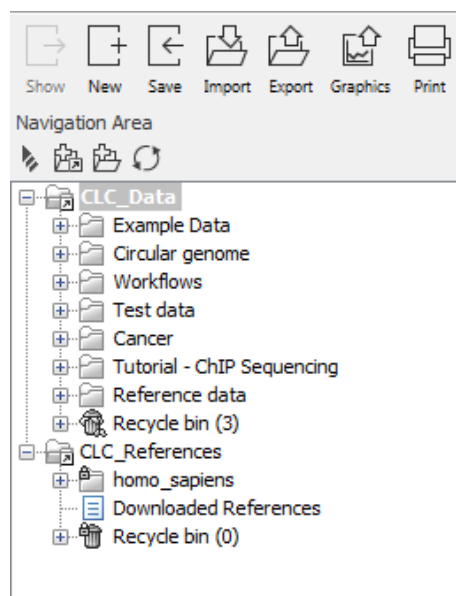 Show New Save Import Export Graphics Print
Navigation Area
CLC_Data
Example Data
Circular genome
Workflows
Test data
Cancer
Tutorial - ChIP Sequencing
Reference data
Recycle bin (3)
CLC_References
homo_sapiens
Downloaded References
Recycle bin (0)